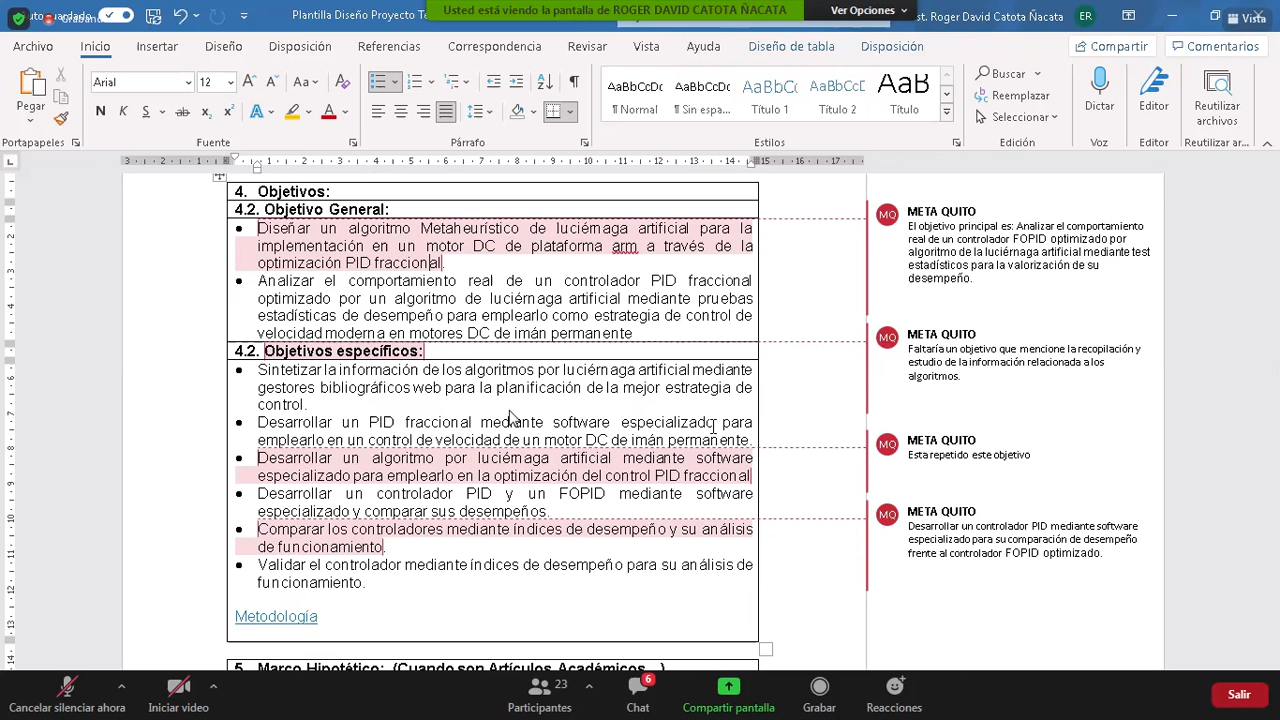 Usted está viendo la pantalla de ROGER DAVID CATOTA ÑACATA
Ver Opciones
Grabando
Plantilla Diseño Proyecto T
st. Roger David Catota Ñacata
ER
Vista
Archivo Inicio Insertar Diseño Disposición Referencias Correspondencia Revisar Vista Ayuda Diseño de tabla Disposición
Compartir
Comentarios
Pegar
Arial
12
N K S ab x₂ x² A A
Aa
AaBbCcDc
¶ Normal
AaBbCcDc
¶ Sin espa...
AaBbCc
Título 1
AaBbCcD
Título 2
AaB
Título
Buscar
Reemplazar
Seleccionar
Dictar
Editor
Reutilizar
archivos
Portapapeles
Fuente
Párrafo
Estilos
Edición
Voz
Editor
Reutilizar ar...
4. Objetivos:
4.2. Objetivo General:
• Diseñar un algoritmo Metaheurístico de luciérnaga artificial para la
implementación en un motor DC de plataforma arm a través de la
optimización PID fraccional.
• Analizar el comportamiento real de un controlador PID fraccional
optimizado por un algoritmo de luciérnaga artificial mediante pruebas
estadísticas de desempeño para emplearlo como estrategia de control de
velocidad moderna en motores DC de imán permanente
4.2. Objetivos específicos:
• Sintetizar la información de los algoritmos por luciérnaga artificial mediante
gestores bibliográficos web para la planificación de la mejor estrategia de
control.
• Desarrollar un PID fraccional mediante software especializado para
emplearlo en un control de velocidad de un motor DC de imán permanente.
• Desarrollar un algoritmo por luciérnaga artificial mediante software
especializado para emplearlo en la optimización del control PID fraccional
• Desarrollar un controlador PID y un FOPID mediante software
especializado y comparar sus desempeños.
• Comparar los controladores mediante índices de desempeño y su análisis
de funcionamiento.
• Validar el controlador mediante índices de desempeño para su análisis de
funcionamiento.
Metodología
5. Marco Hipotético: (Cuando son Artículos Académicos...)
MQ
META QUITO
El objetivo principal es: Analizar el comportamiento
real de un controlador FOPID optimizado por
algoritmo de la luciérnaga artificial mediante test
estadísticos para la valorización de su
desempeño.
MQ
META QUITO
Faltaría un objetivo que mencione la recopilación y
estudio de la información relacionada a los
algoritmos.
MQ
META QUITO
Esta repetido este objetivo
MQ
META QUITO
Desarrollar un controlador PID mediante software
especializado para su comparación de desempeño
frente al controlador FOPID optimizado.
Cancelar silenciar ahora
Iniciar video
23
Participantes
6
Chat
Compartir pantalla
Grabar
Reacciones
Salir